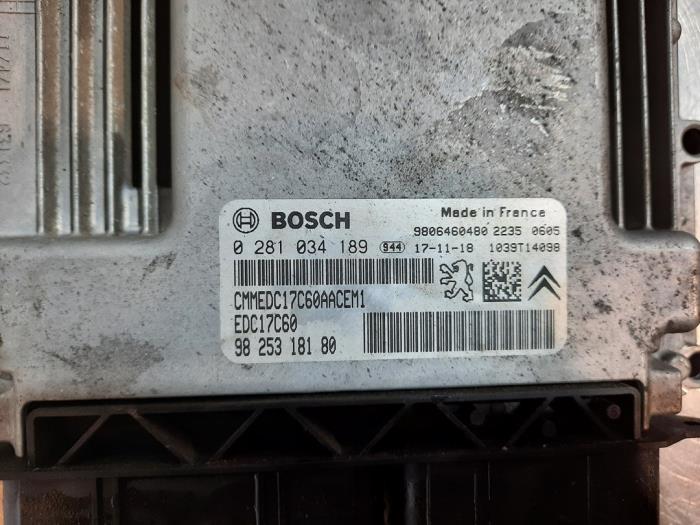 BOSCH
Made in France
9806460480 2235 0605
0 281 034 189 944 17-11-18 1039T14098
CMMEDC17C60AACEM1
EDC17C60
98 253 181 80